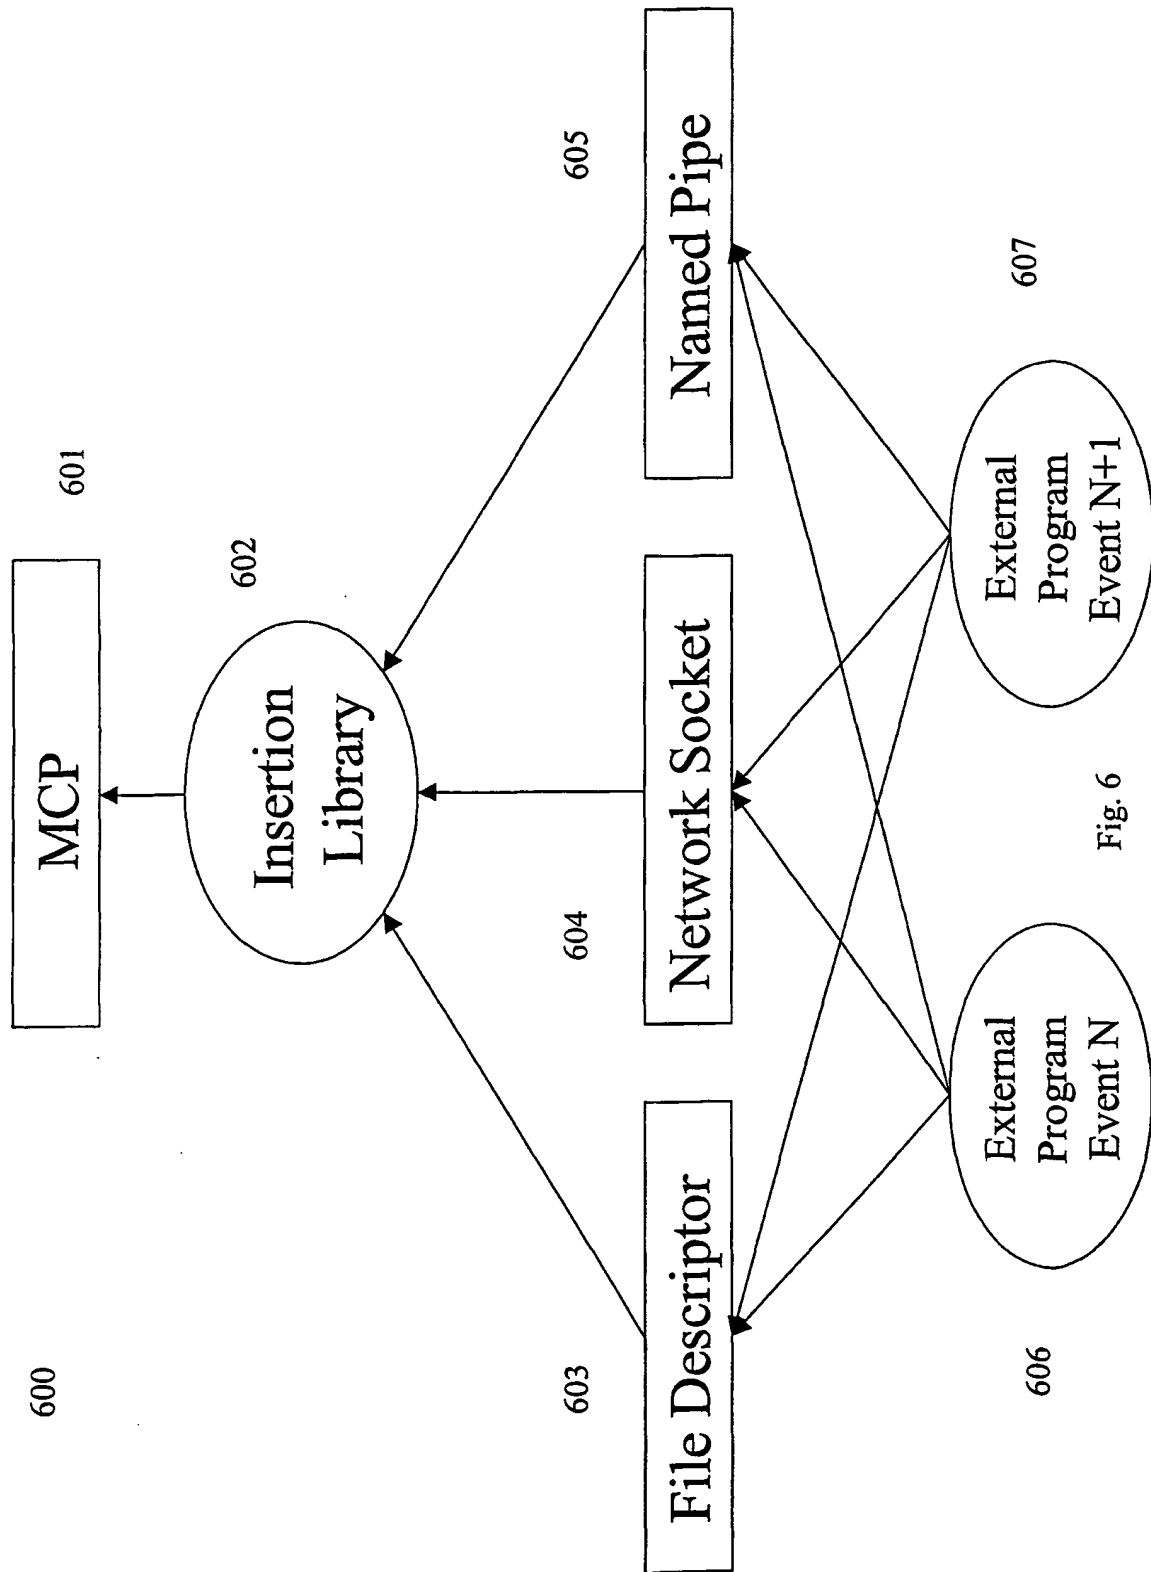 600
MCP
601
Insertion
Library
602
603
604
605
File Descriptor
Network Socket
Named Pipe
606
External
Program
Event N
External
Program
Event N+1
607
Fig. 6